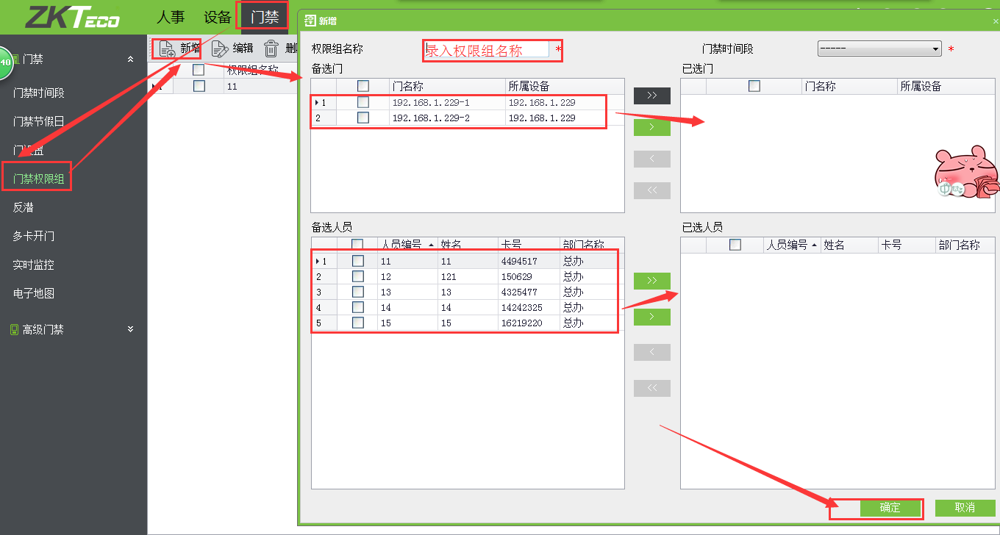 ZKTeco 人事 设备 门禁
新增
40
门禁
门禁时间段
门禁节假日
门设置
门禁权限组
反潜
多卡开门
实时监控
电子地图
高级门禁
新增 编辑
权限组名称
1 11
权限组名称 录入权限组名称 * 门禁时间段 ----- *
备选门 已选门
门名称 所属设备 >> 门名称 所属设备
1 192.168.1.229-1 192.168.1.229
2 192.168.1.229-2 192.168.1.229
>
<
<<
中
备选人员 已选人员
人员编号 姓名 卡号 部门名称 人员编号 姓名 卡号 部门名称
1 11 11 4494517 总办
2 12 121 150629 总办 >>
3 13 13 4325477 总办
4 14 14 14242325 总办 >
5 15 15 16219220 总办
<
<<
确定 取消